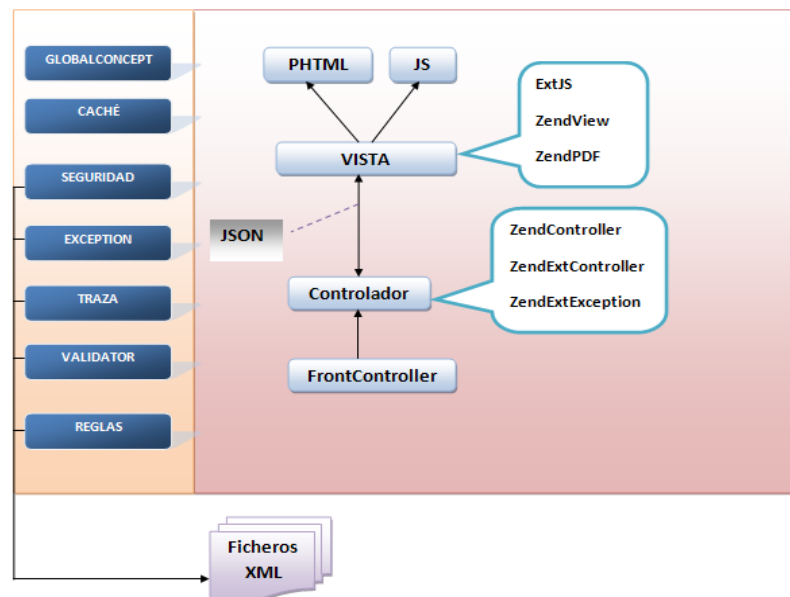 GLOBALCONCEPT
CACHÉ
SEGURIDAD
EXCEPTION
TRAZA
VALIDATOR
REGLAS
PHTML
JS
VISTA
ExtJS
ZendView
ZendPDF
JSON
ZendController
ZendExtController
ZendExtException
Controlador
FrontController
Ficheros
XML